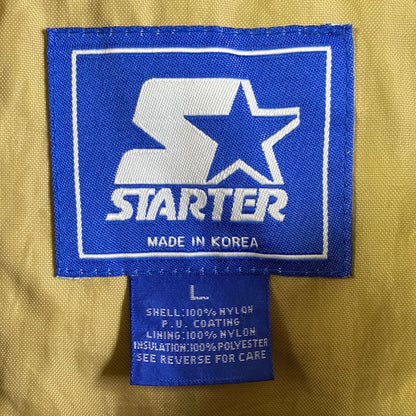 STARTER
MADE IN KOREA
L
SHELL:100% NYLON
P.U. COATING
LINING:100% NYLON
INSULATION:100% POLYESTER
SEE REVERSE FOR CARE